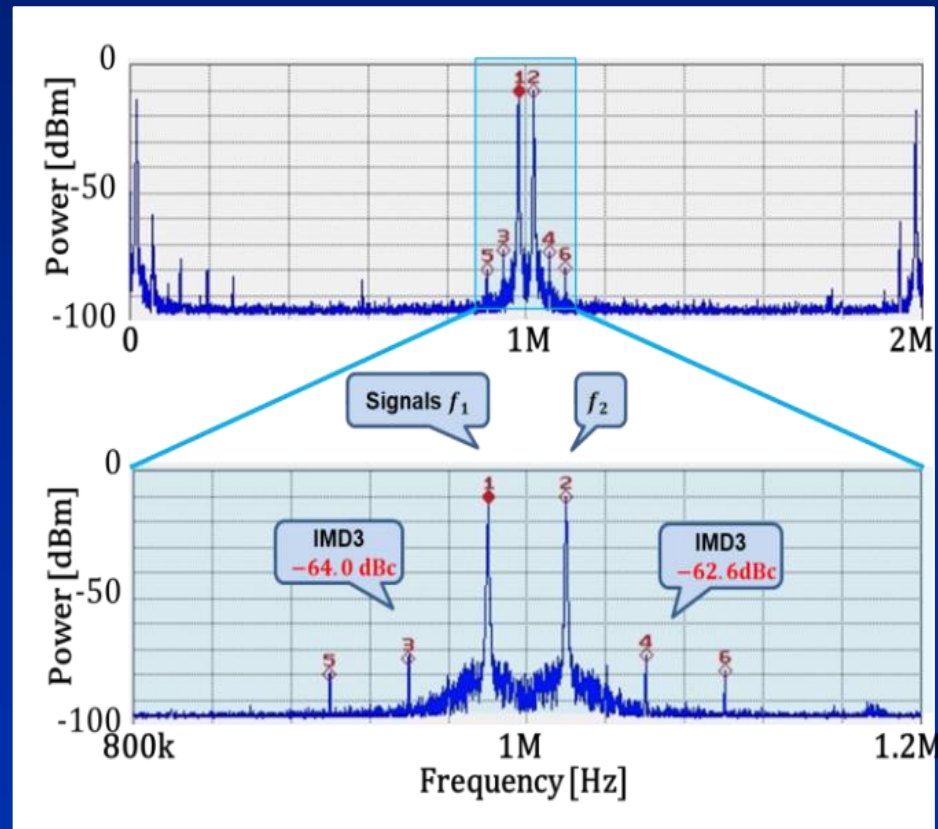 0
Power [dBm]
-50
-100
1 2
3
4
5
6
0
1M
2M
Signals f₁
f₂
0
Power [dBm]
-50
-100
1
2
IMD3
−64.0 dBc
IMD3
−62.6dBc
3
4
5
6
800k
1M
1.2M
Frequency [Hz]